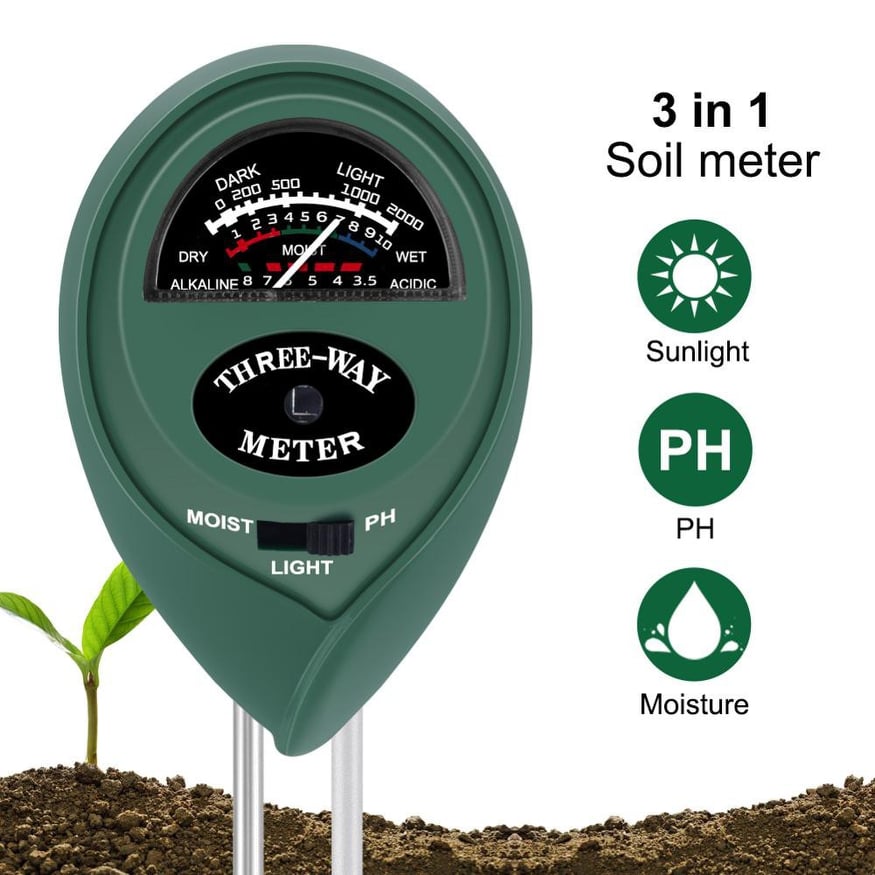 3 in 1
Soil meter
DARK LIGHT
0 200 500 1000 2000
1 2 3 4 5 6 7 8 9 10
DRY MOIST WET
ALKALINE 8 7 6 5 4 3.5 ACIDIC
THREE-WAY
METER
MOIST PH
LIGHT
Sunlight
PH
PH
Moisture